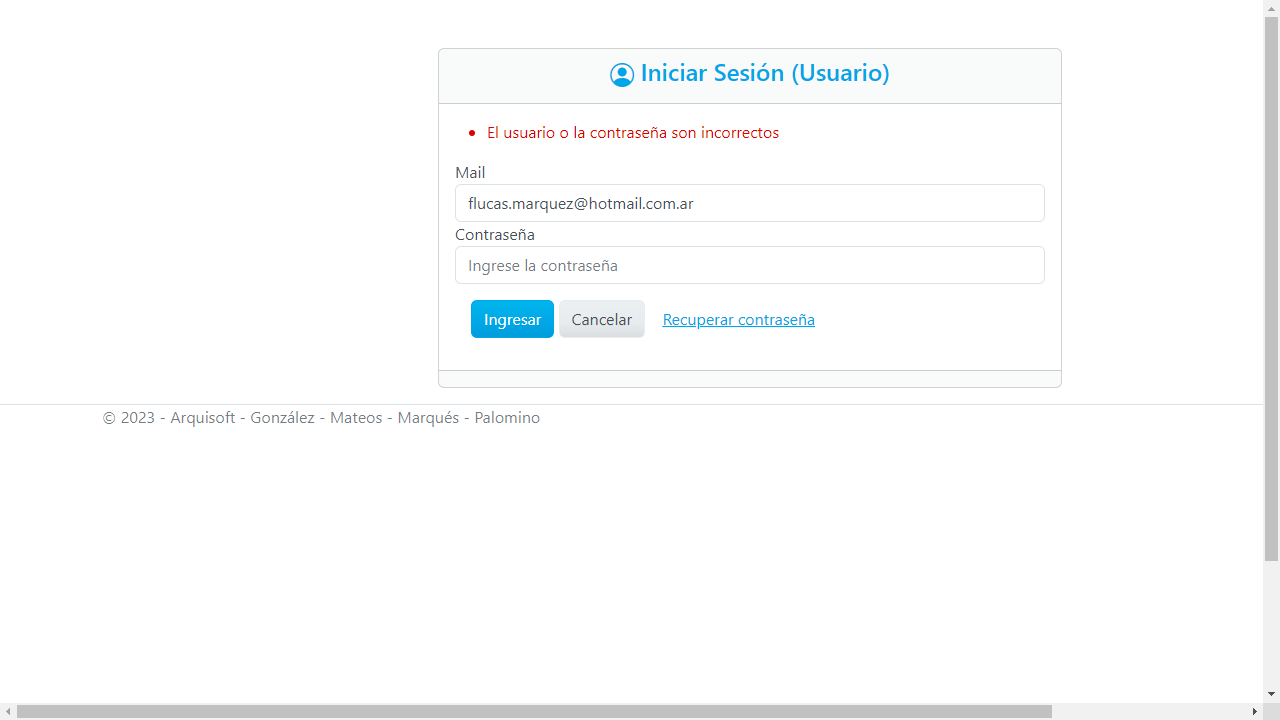 Iniciar Sesión (Usuario)
El usuario o la contraseña son incorrectos
Mail
flucas.marquez@hotmail.com.ar
Contraseña
Ingrese la contraseña
Ingresar Cancelar Recuperar contraseña
© 2023 - Arquisoft - González - Mateos - Marqués - Palomino